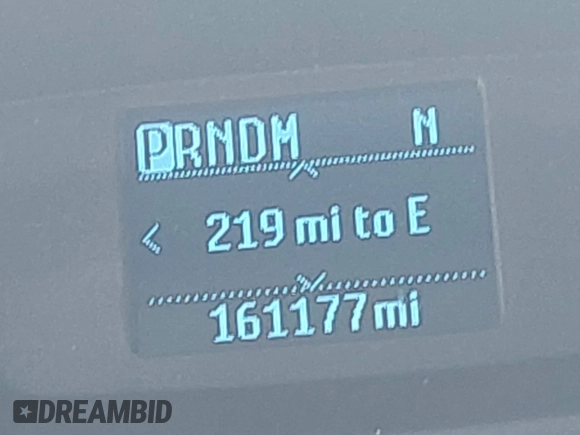 PRNDM N
219 mi to E
161177 mi
DREAMBID